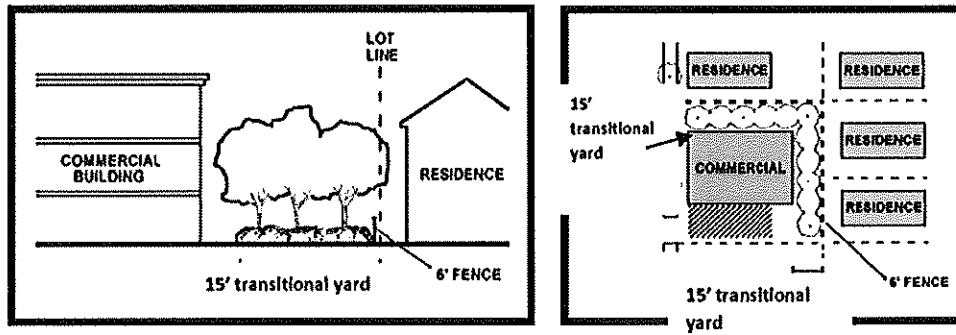 LOT
LINE
COMMERCIAL
BUILDING
RESIDENCE
6' FENCE
15' transitional yard
RESIDENCE
RESIDENCE
15'
transitional
yard
COMMERCIAL
RESIDENCE
RESIDENCE
6' FENCE
15' transitional
yard